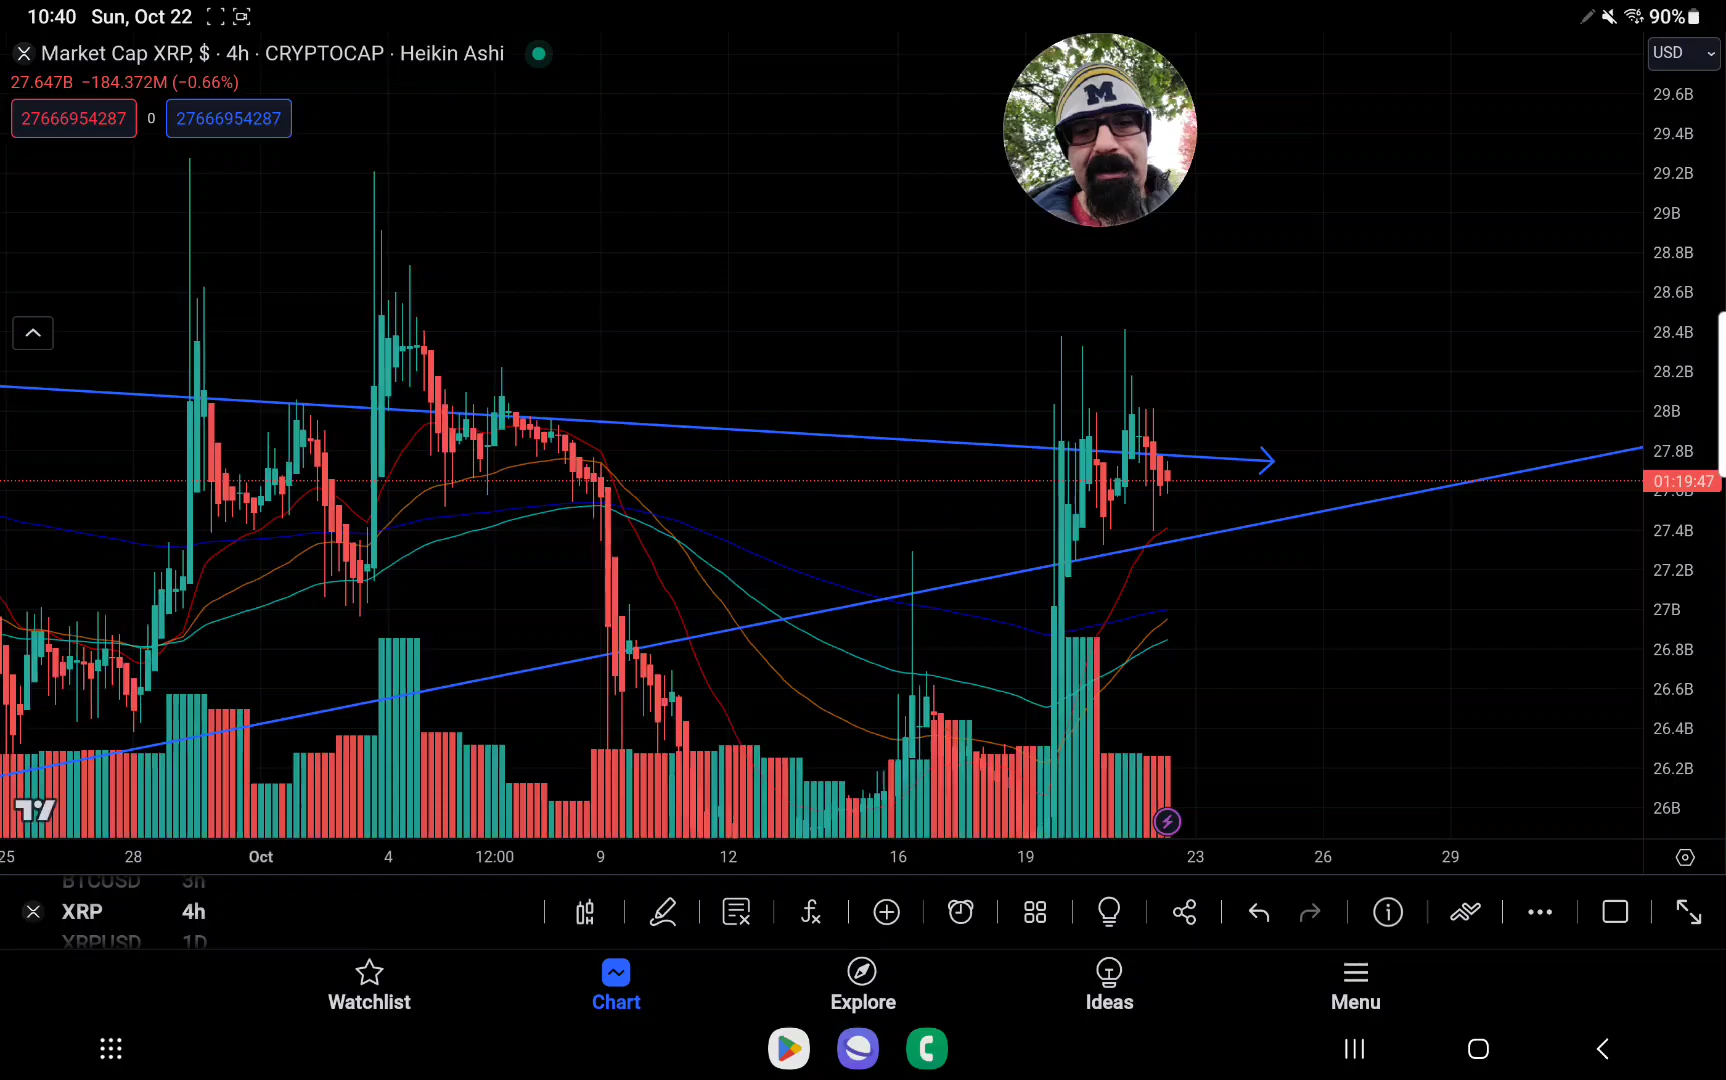 10:40 Sun, Oct 22 90%
Market Cap XRP, $ · 4h · CRYPTOCAP · Heikin Ashi
USD
27.647B −184.372M (−0.66%)
27666954287 0 27666954287
29.6B
29.4B
29.2B
29B
28.8B
28.6B
28.4B
28.2B
28B
27.8B
01:19:47
27.6B
27.4B
27.2B
27B
26.8B
26.6B
26.4B
26.2B
26B
M
25 28 Oct 4 12:00 9 12 16 19 23 26 29
BTCUSD 3h
XRP 4h
XRPUSD 1D
Watchlist Chart Explore Ideas Menu